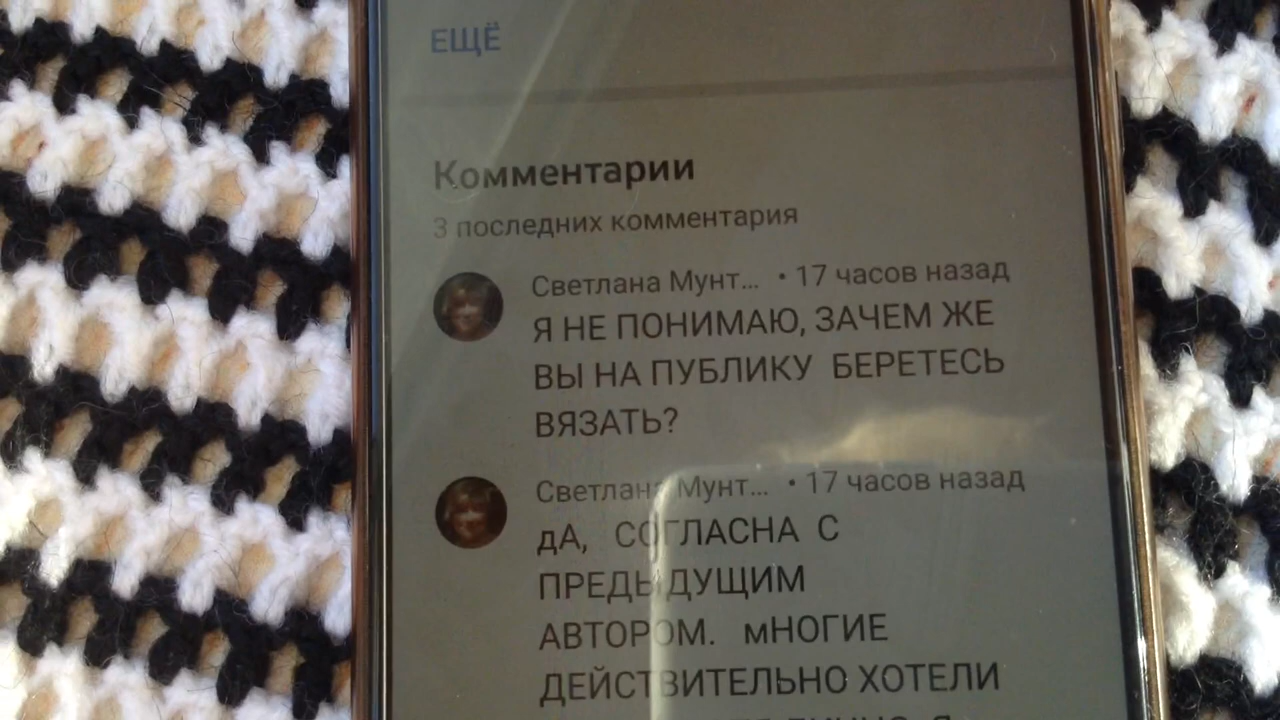 ЕЩЁ
Комментарии
3 последних комментария
Светлана Мунт... • 17 часов назад
Я НЕ ПОНИМАЮ, ЗАЧЕМ ЖЕ
ВЫ НА ПУБЛИКУ БЕРЕТЕСЬ
ВЯЗАТЬ?
Светлана Мунт... • 17 часов назад
дА, СОГЛАСНА С
ПРЕДЫДУЩИМ
АВТОРОМ. мНОГИЕ
ДЕЙСТВИТЕЛЬНО ХОТЕЛИ